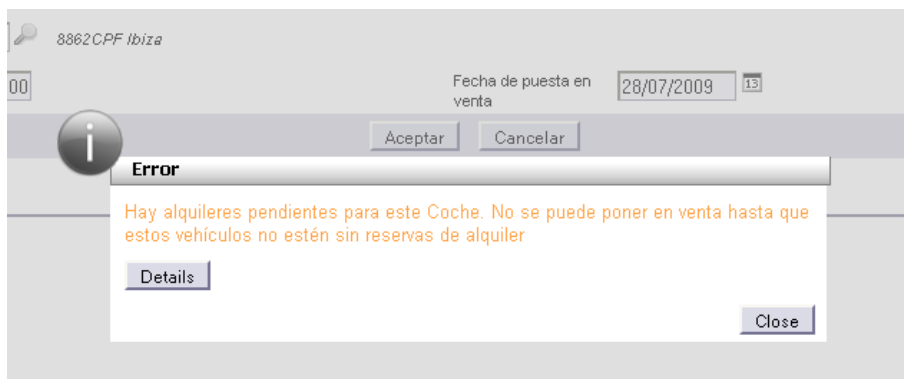 8862CPF Ibiza
00
Fecha de puesta en
venta
28/07/2009
13
Aceptar
Cancelar
Error
Hay alquileres pendientes para este Coche. No se puede poner en venta hasta que
estos vehículos no estén sin reservas de alquiler
Details
Close